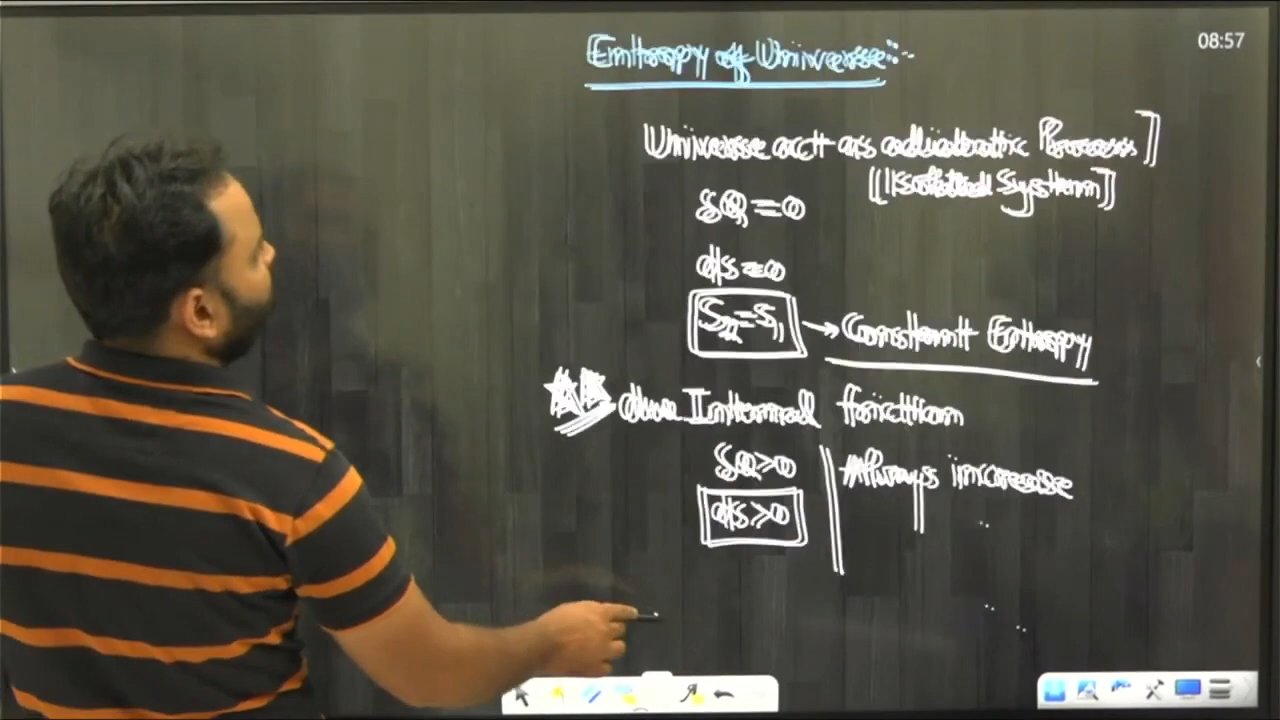 08:57
Entropy of Universe:-
Universe act as adiabatic Process]
[Isolated System]
δQ=0
ds=0
S₂=S₁ → Constant Entropy
due Internal friction
δQ>0 Always increase
ds>0